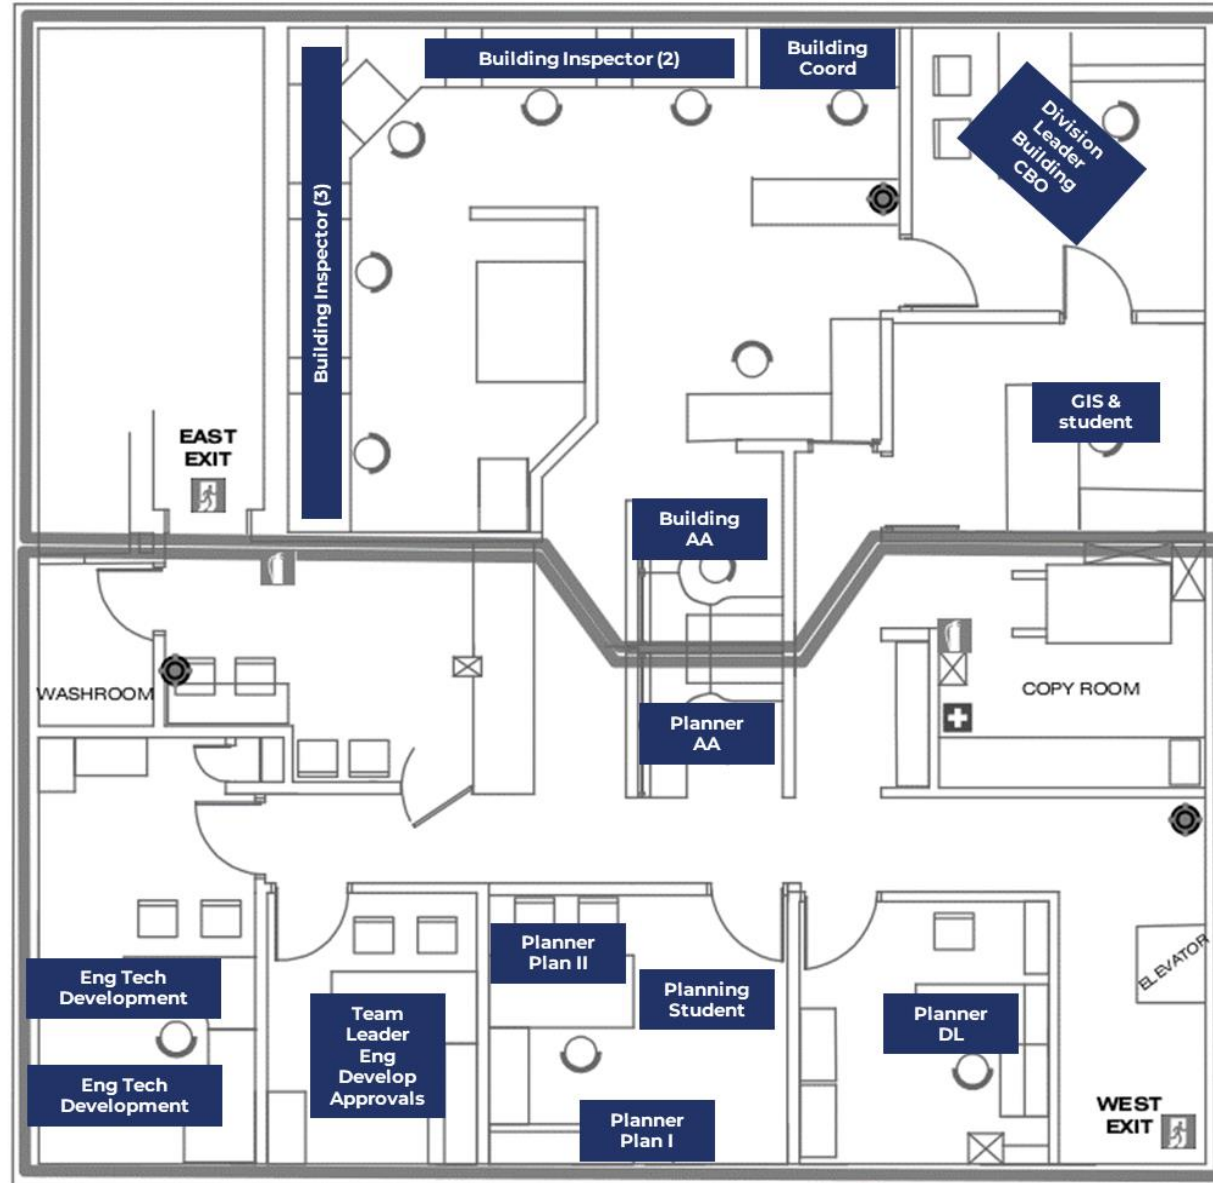 Building Inspector (2)
Building
Coord
Division
Leader
Building
CBO
Building Inspector (3)
GIS &
student
EAST
EXIT
Building
AA
WASHROOM
COPY ROOM
Planner
AA
Planner
Plan II
Eng Tech
Development
Planning
Student
ELEVATOR
Team
Leader
Eng
Develop
Approvals
Planner
DL
Eng Tech
Development
Planner
Plan I
WEST
EXIT